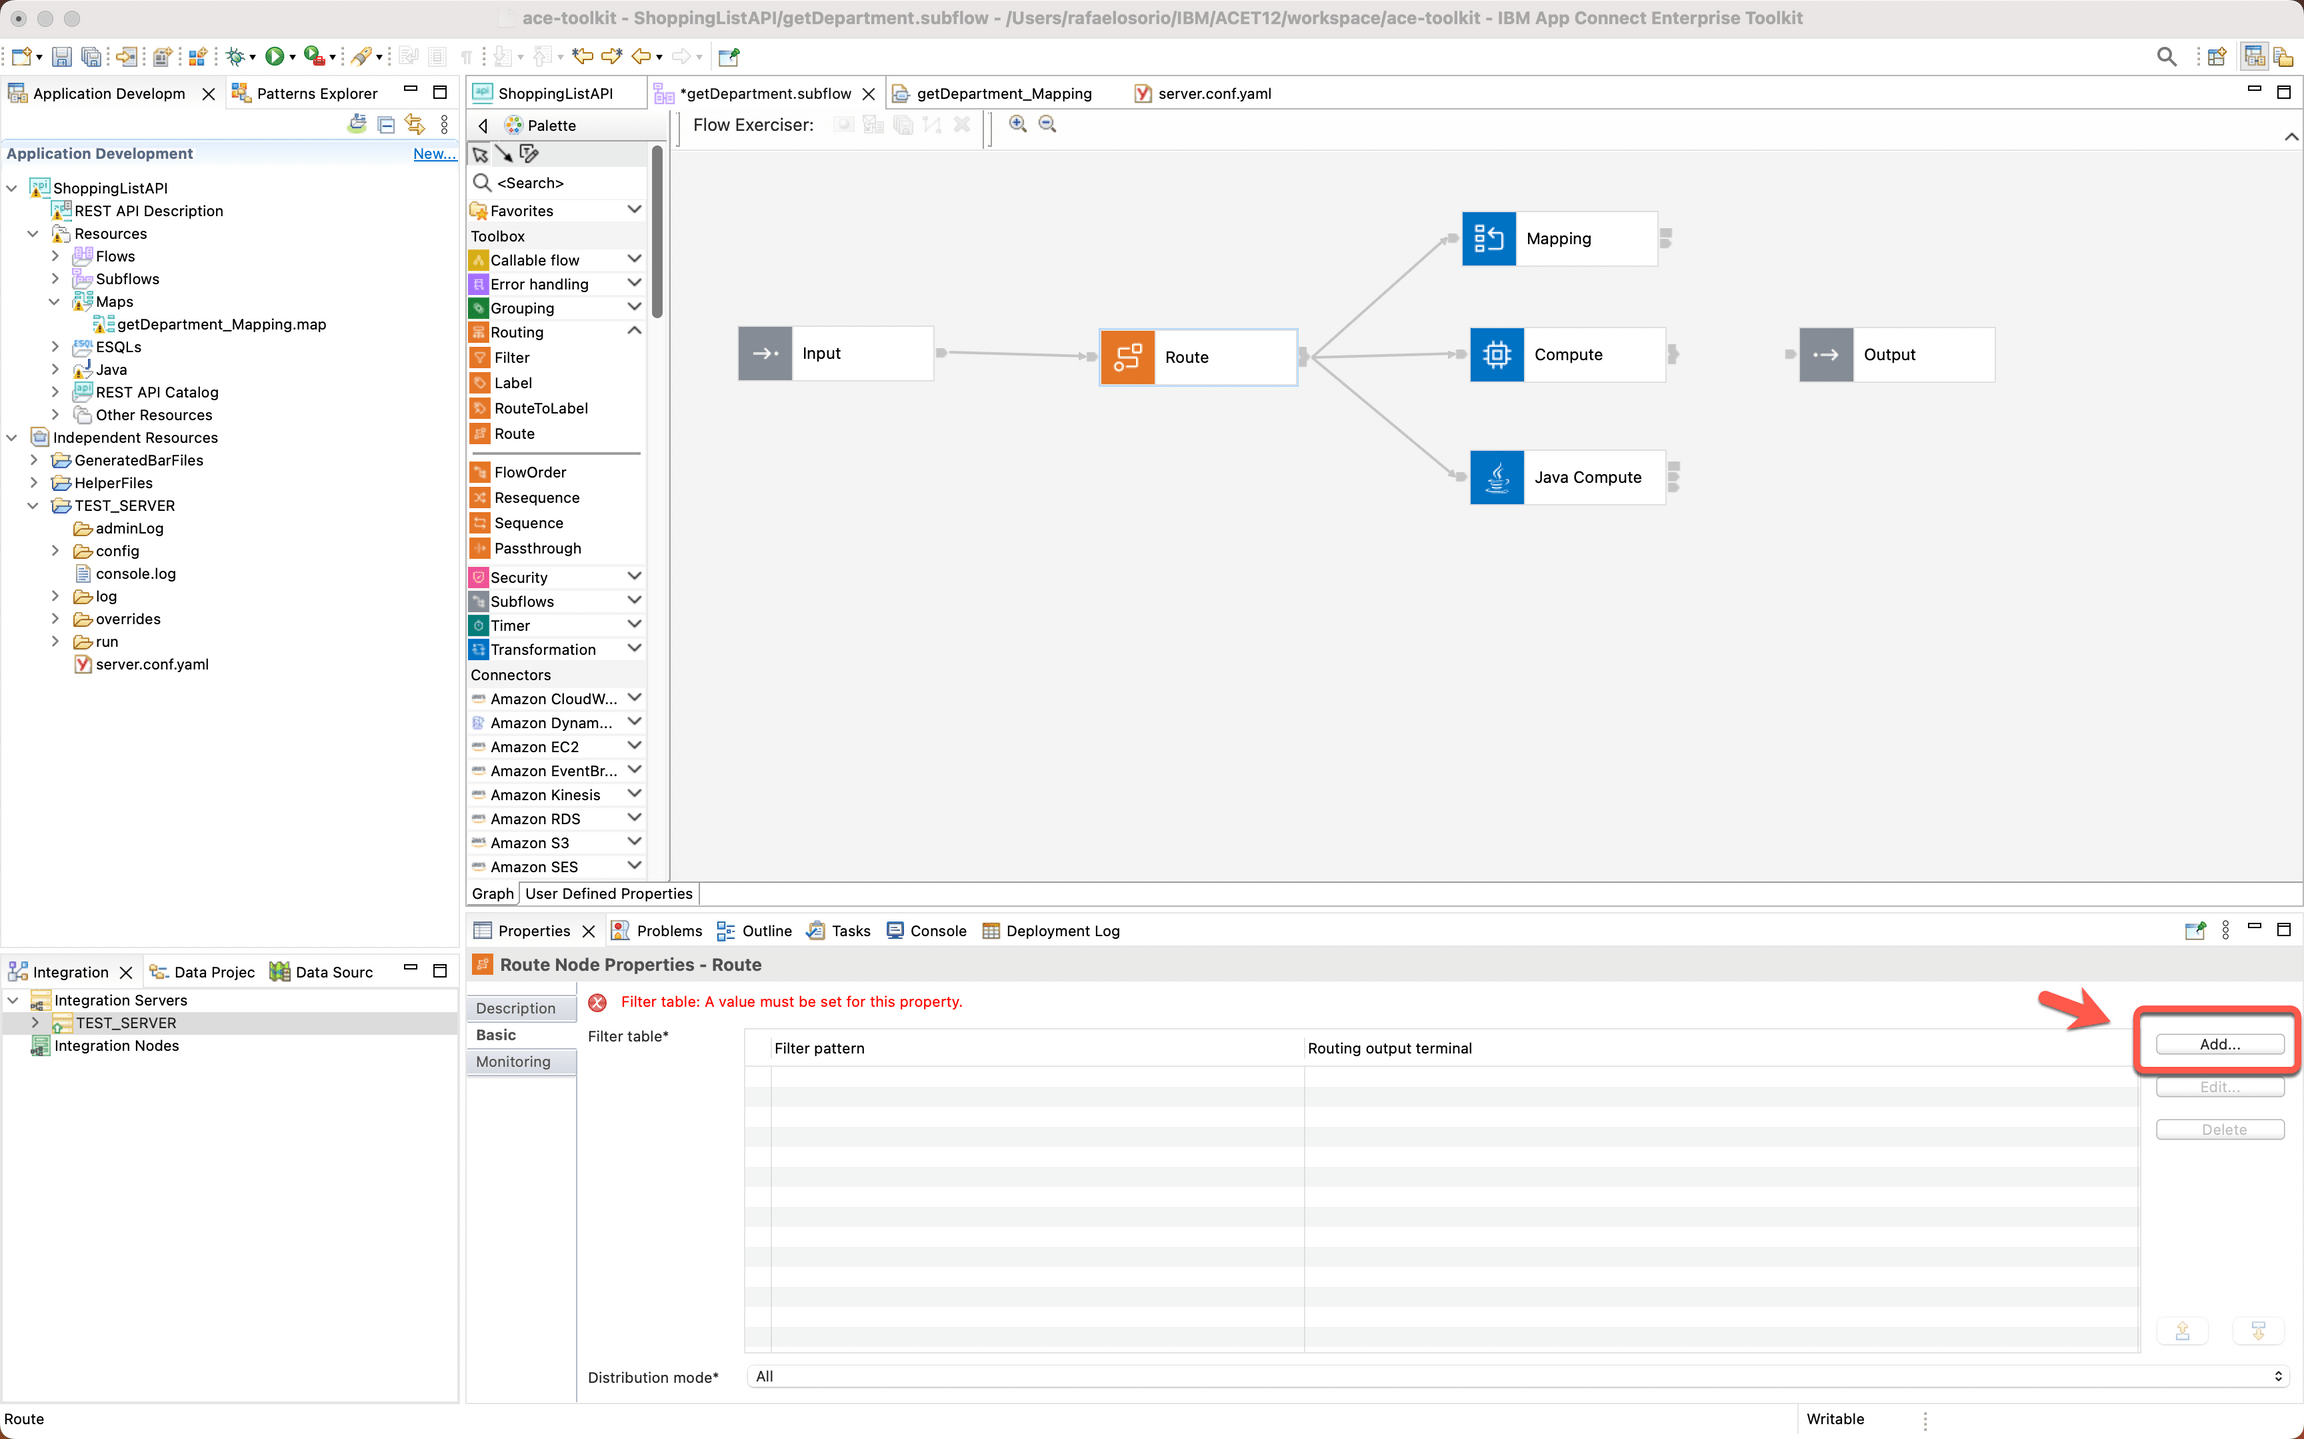 ace-toolkit - ShoppingListAPI/getDepartment.subflow - /Users/rafaelosorio/IBM/ACET12/workspace/ace-toolkit - IBM App Connect Enterprise Toolkit
Application Developm
Patterns Explorer
Application Development
New...
ShoppingListAPI
REST API Description
Resources
Flows
Subflows
Maps
getDepartment_Mapping.map
ESQLs
Java
REST API Catalog
Other Resources
Independent Resources
GeneratedBarFiles
HelperFiles
TEST_SERVER
adminLog
config
console.log
log
overrides
run
server.conf.yaml
Integration
Data Projec
Data Sourc
Integration Servers
TEST_SERVER
Integration Nodes
ShoppingListAPI
*getDepartment.subflow
getDepartment_Mapping
server.conf.yaml
Palette
Flow Exerciser:
<Search>
Favorites
Toolbox
Callable flow
Error handling
Grouping
Routing
Filter
Label
RouteToLabel
Route
FlowOrder
Resequence
Sequence
Passthrough
Security
Subflows
Timer
Transformation
Connectors
Amazon CloudW...
Amazon Dynam...
Amazon EC2
Amazon EventBr...
Amazon Kinesis
Amazon RDS
Amazon S3
Amazon SES
Input
Route
Mapping
Compute
Java Compute
Output
Graph
User Defined Properties
Properties
Problems
Outline
Tasks
Console
Deployment Log
Route Node Properties - Route
Description
Basic
Monitoring
Filter table: A value must be set for this property.
Filter table*
Filter pattern
Routing output terminal
Add...
Edit...
Delete
Distribution mode*
All
Route
Writable